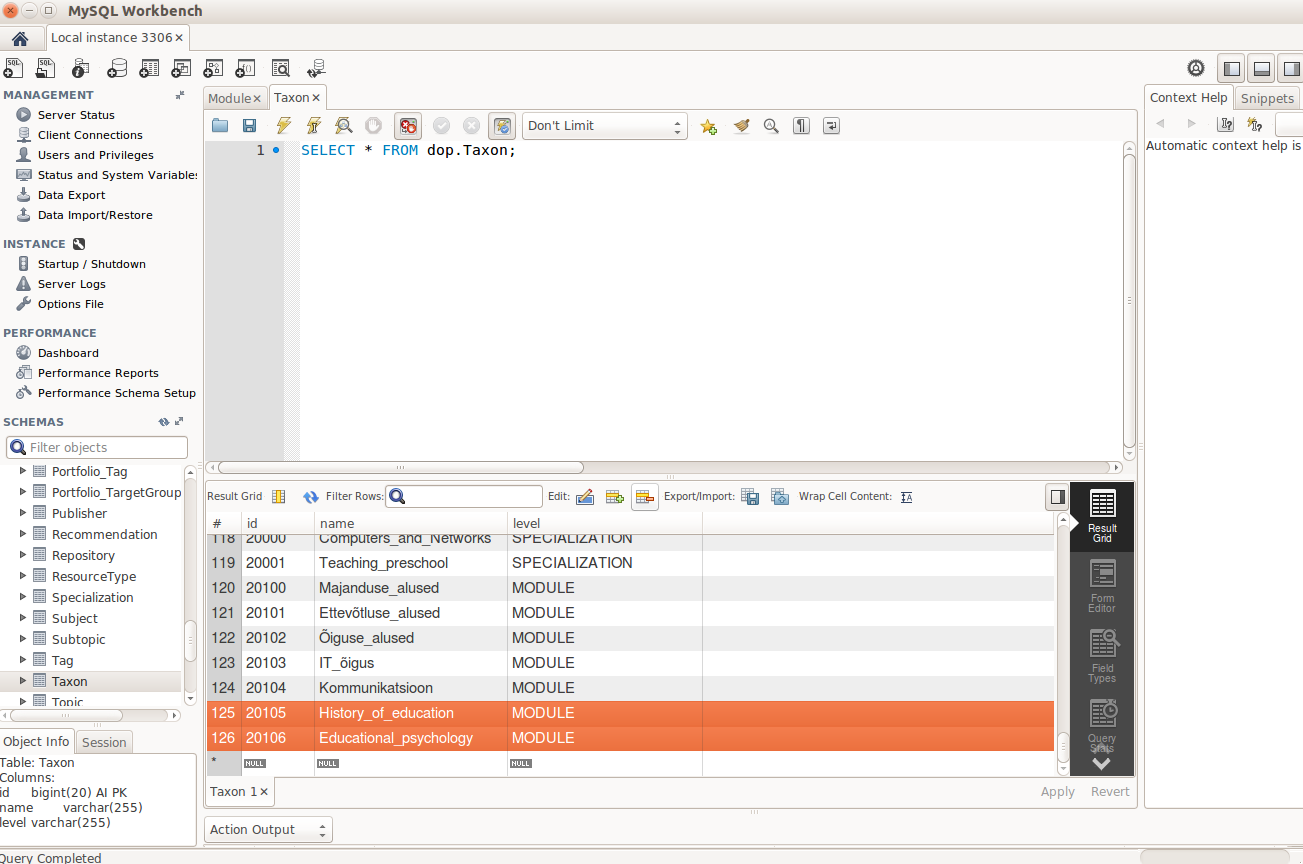 MySQL Workbench
Local instance 3306
MANAGEMENT
Server Status
Client Connections
Users and Privileges
Status and System Variables
Data Export
Data Import/Restore
INSTANCE
Startup / Shutdown
Server Logs
Options File
PERFORMANCE
Dashboard
Performance Reports
Performance Schema Setup
SCHEMAS
Filter objects
Portfolio_Tag
Portfolio_TargetGroup
Publisher
Recommendation
Repository
ResourceType
Specialization
Subject
Subtopic
Tag
Taxon
Topic
Object Info Session
Table: Taxon
Columns:
id bigint(20) AI PK
name varchar(255)
level varchar(255)
Query Completed
Module Taxon
Don't Limit
1 SELECT * FROM dop.Taxon;
Result Grid Filter Rows: Edit: Export/Import: Wrap Cell Content:
# id name level
118 20000 Computers_and_Networks SPECIALIZATION
119 20001 Teaching_preschool SPECIALIZATION
120 20100 Majanduse_alused MODULE
121 20101 Ettevõtluse_alused MODULE
122 20102 Õiguse_alused MODULE
123 20103 IT_õigus MODULE
124 20104 Kommunikatsioon MODULE
125 20105 History_of_education MODULE
126 20106 Educational_psychology MODULE
* NULL NULL NULL
Taxon 1 Apply Revert
Action Output
Result
Grid
Form
Editor
Field
Types
Query
Stats
Context Help Snippets
Automatic context help is